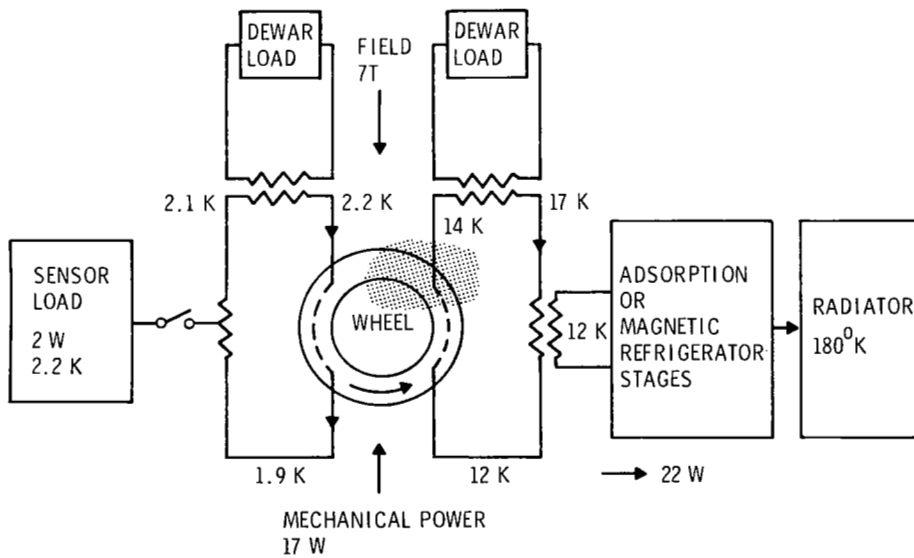 DEWAR
LOAD
FIELD
7T
DEWAR
LOAD
2.1 K
2.2 K
14 K
17 K
SENSOR
LOAD
2 W
2.2 K
WHEEL
12 K
ADSORPTION
OR
MAGNETIC
REFRIGERATOR
STAGES
RADIATOR
180⁰K
1.9 K
12 K
22 W
MECHANICAL POWER
17 W